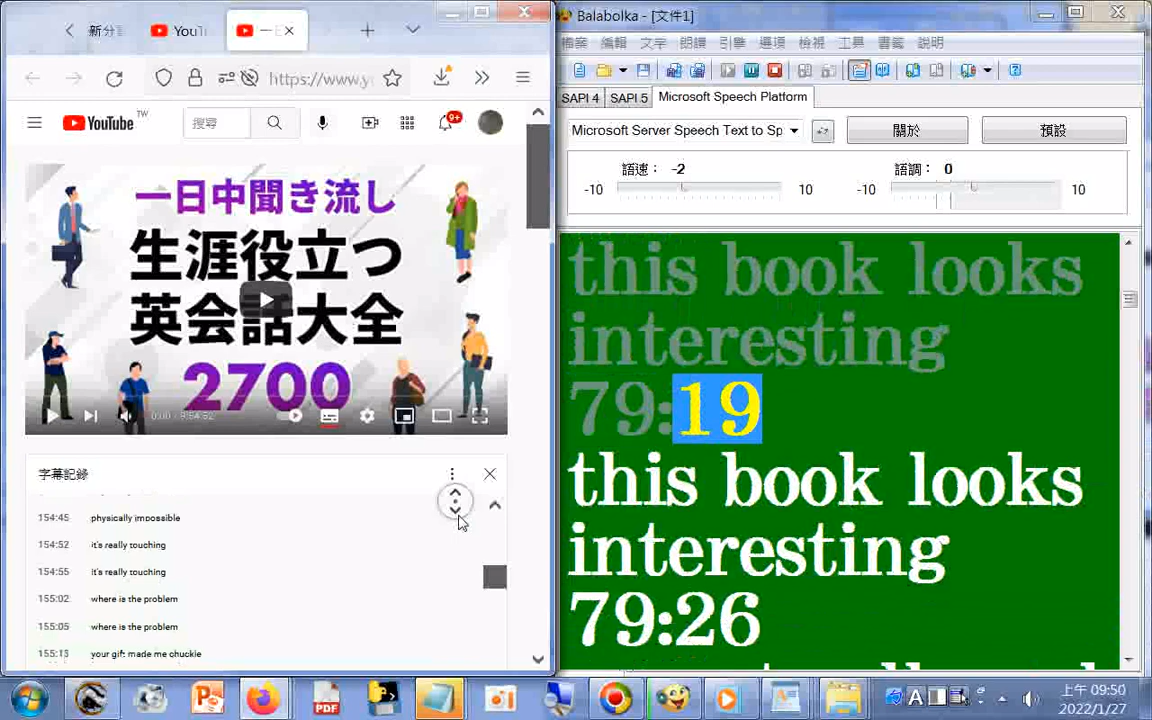 新分
YouT
Balabolka - [文件1]
檔案 編輯 文字 朗讀 引擎 選項 檢視 工具 書籤 說明
https://www.y
SAPI 4 SAPI 5 Microsoft Speech Platform
YouTube TW
搜尋
9+
Microsoft Server Speech Text to Sp
關於
預設
語速： -2
語調： 0
-10 10
-10 10
一日中聞き流し
生涯役立つ
英会話大全
2700
字幕記錄
154:45 physically impossible
154:52 it's really touching
154:55 it's really touching
155:02 where is the problem
155:05 where is the problem
155:13 your gift made me chuckie
this book looks
interesting
79:19
this book looks
interesting
79:26
PDF
A
上午 09:50
2022/1/27